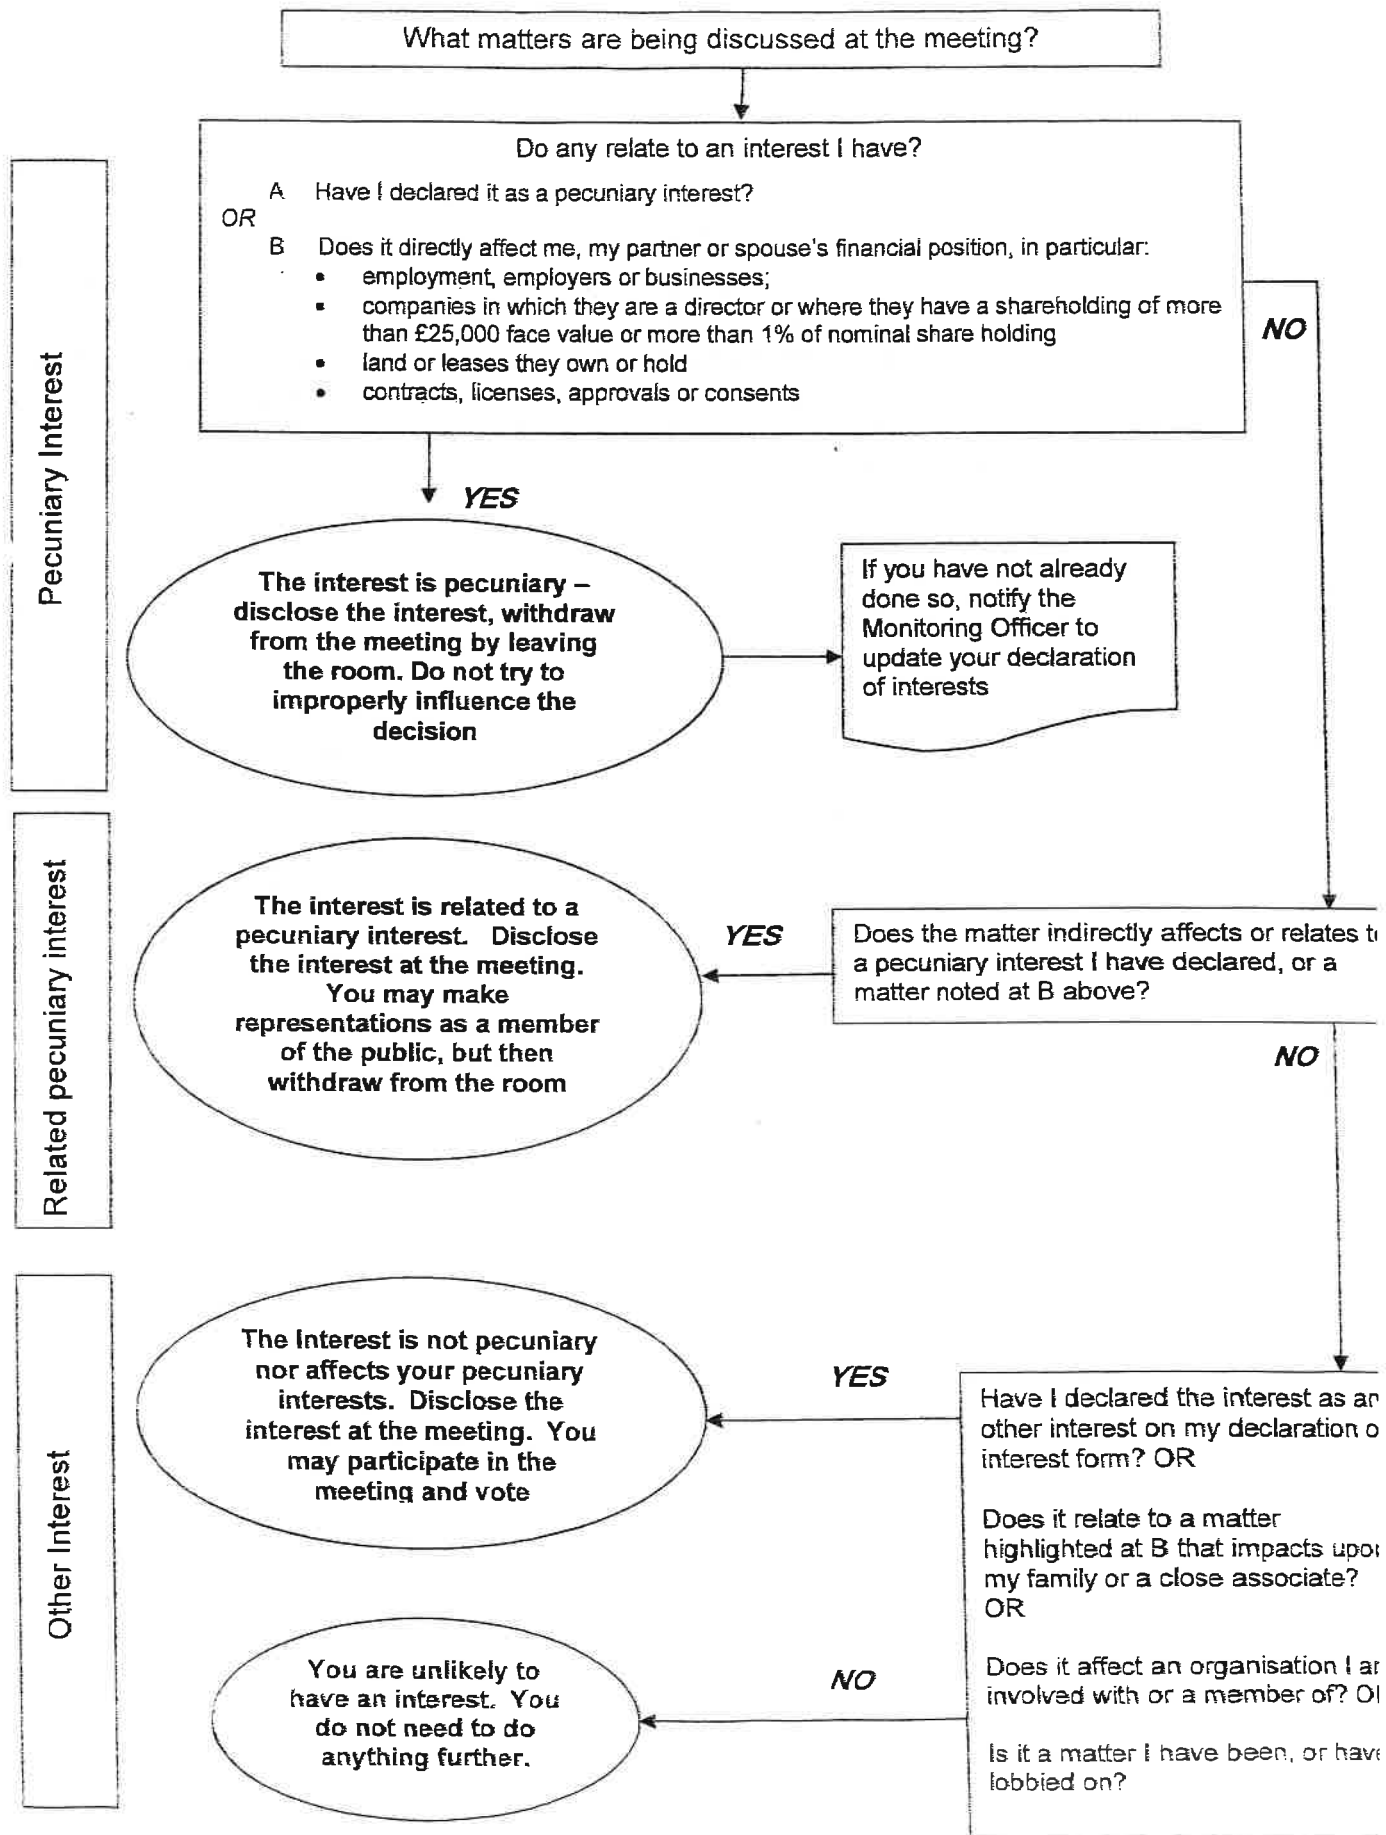 What matters are being discussed at the meeting?
Do any relate to an interest I have?
A Have I declared it as a pecuniary interest?
OR
B Does it directly affect me, my partner or spouse's financial position, in particular:
• employment, employers or businesses;
• companies in which they are a director or where they have a shareholding of more
than £25,000 face value or more than 1% of nominal share holding
• land or leases they own or hold
• contracts, licenses, approvals or consents
NO
Pecuniary Interest
YES
The interest is pecuniary –
disclose the interest, withdraw
from the meeting by leaving
the room. Do not try to
improperly influence the
decision
If you have not already
done so, notify the
Monitoring Officer to
update your declaration
of interests
Related pecuniary interest
The interest is related to a
pecuniary interest. Disclose
the interest at the meeting.
You may make
representations as a member
of the public, but then
withdraw from the room
YES
Does the matter indirectly affects or relates to
a pecuniary interest I have declared, or a
matter noted at B above?
NO
Other Interest
The Interest is not pecuniary
nor affects your pecuniary
interests. Disclose the
interest at the meeting. You
may participate in the
meeting and vote
YES
Have I declared the interest as
other interest on my declaration
interest form? OR
Does it relate to a matter
highlighted at B that impacts upon
my family or a close associate?
OR
Does it affect an organisation I
involved with or a member of?
Is it a matter I have been, or have
lobbied on?
NO
You are unlikely to
have an interest. You
do not need to do
anything further.